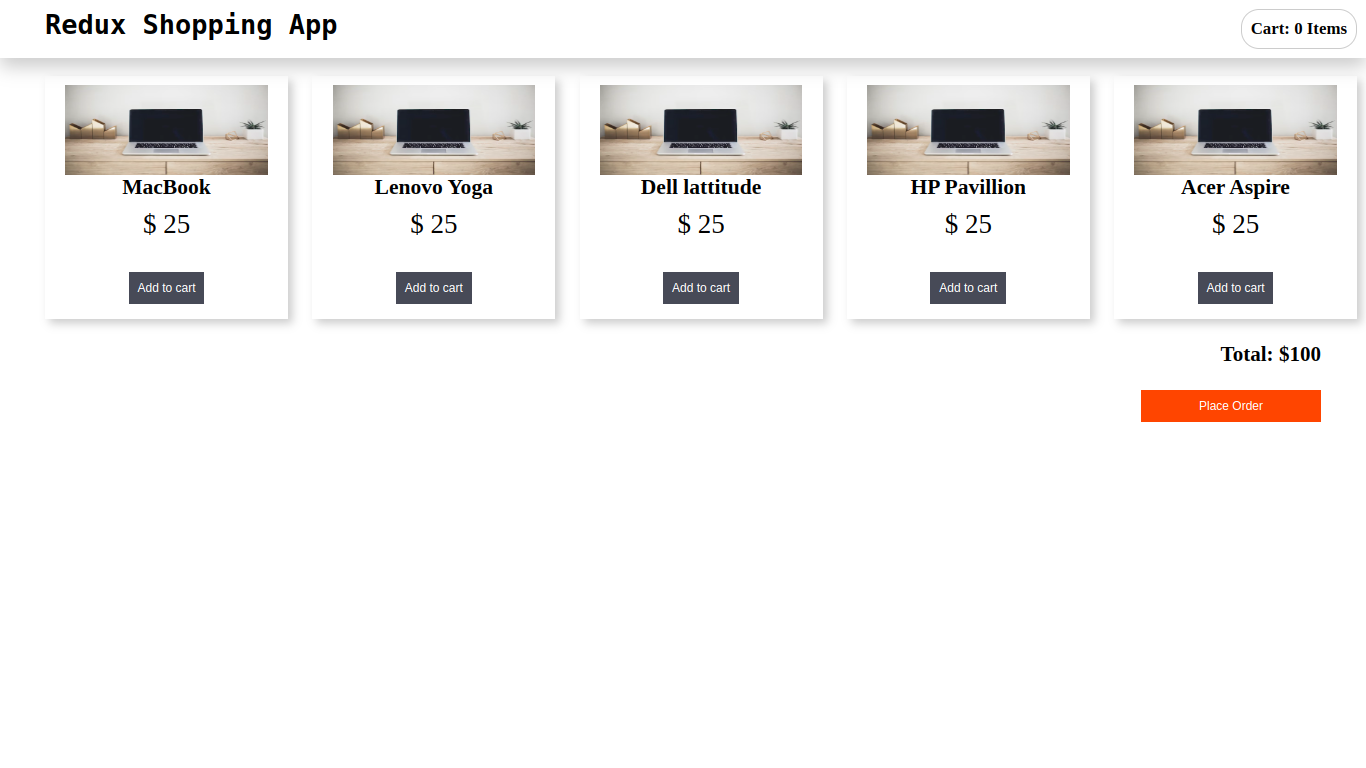 Redux Shopping App
Cart: 0 Items
MacBook
$ 25
Add to cart
Lenovo Yoga
$ 25
Add to cart
Dell lattitude
$ 25
Add to cart
HP Pavillion
$ 25
Add to cart
Acer Aspire
$ 25
Add to cart
Total: $100
Place Order